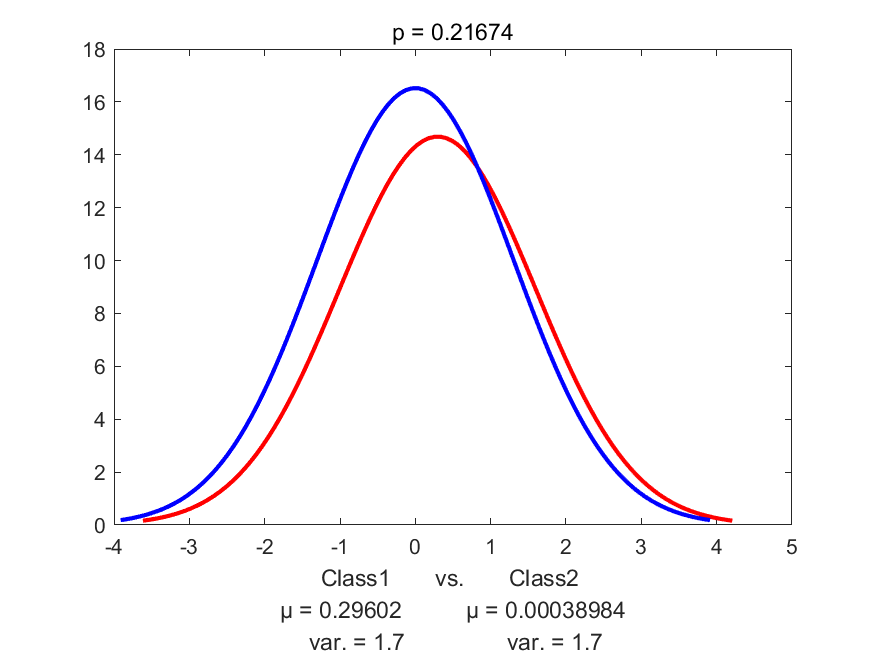 p = 0.21674
18
16
14
12
10
8
6
4
2
0
-4 -3 -2 -1 0 1 2 3 4 5
Class1 vs. Class2
μ = 0.29602 μ = 0.00038984
var. = 1.7 var. = 1.7